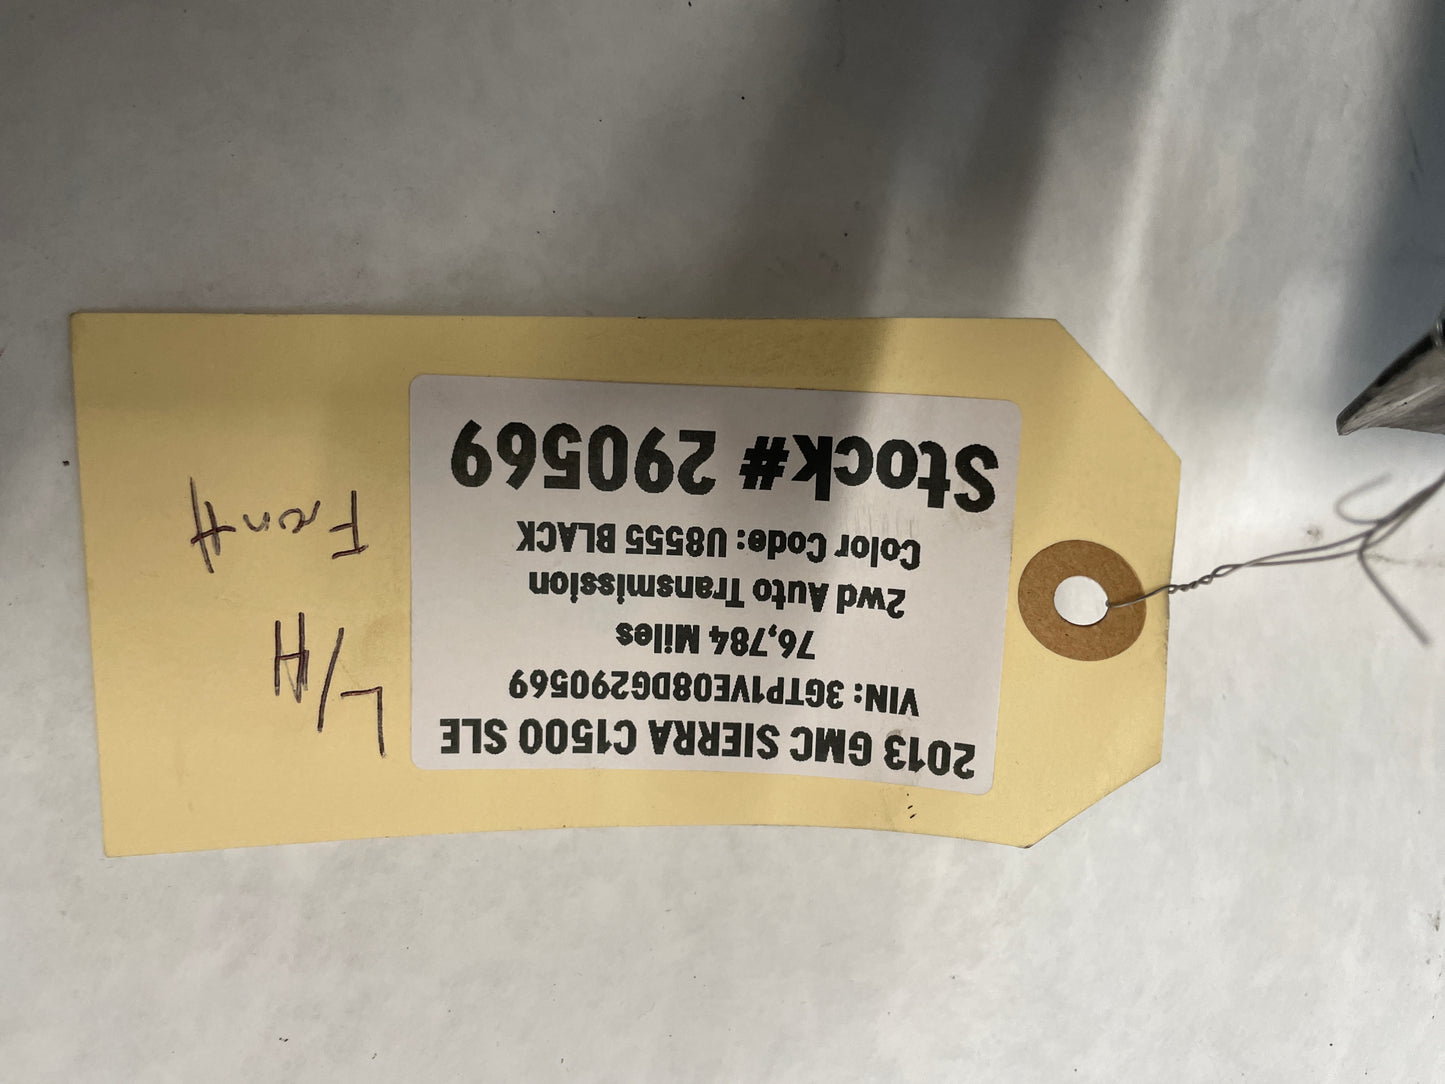 2013 GMC SIERRA C1500 SLE
VIN: 3GTP1VE08DG290569
76,784 Miles
2wd Auto Transmission
Color Code: U8555 BLACK
Stock# 290569
L/H
Front